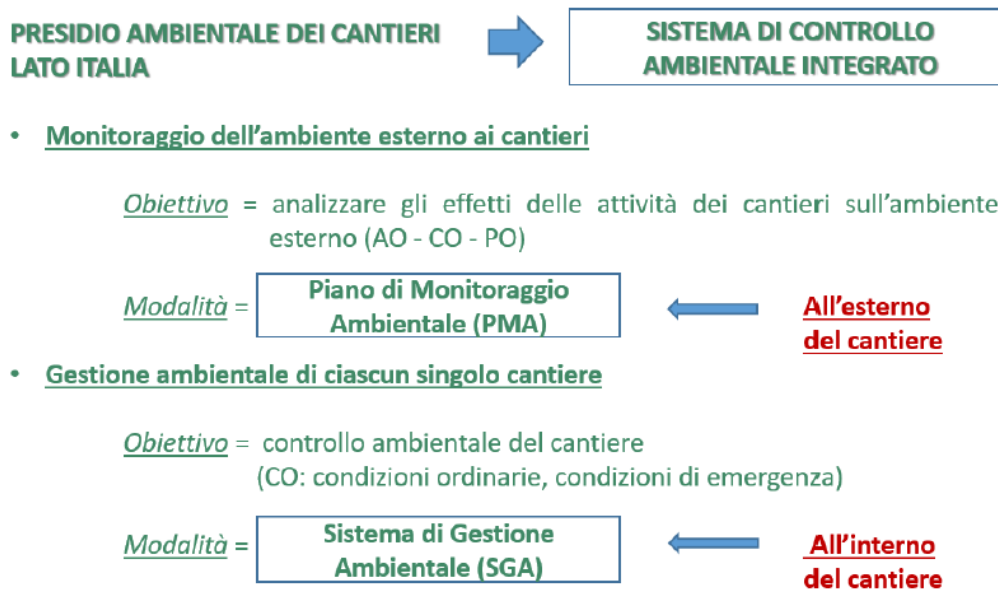 PRESIDIO AMBIENTALE DEI CANTIERI
LATO ITALIA
SISTEMA DI CONTROLLO
AMBIENTALE INTEGRATO
• Monitoraggio dell'ambiente esterno ai cantieri
Obiettivo = analizzare gli effetti delle attività dei cantieri sull'ambiente
esterno (AO - CO - PO)
Modalità =
Piano di Monitoraggio
Ambientale (PMA)
All'esterno
del cantiere
• Gestione ambientale di ciascun singolo cantiere
Obiettivo = controllo ambientale del cantiere
(CO: condizioni ordinarie, condizioni di emergenza)
Modalità =
Sistema di Gestione
Ambientale (SGA)
All'interno
del cantiere